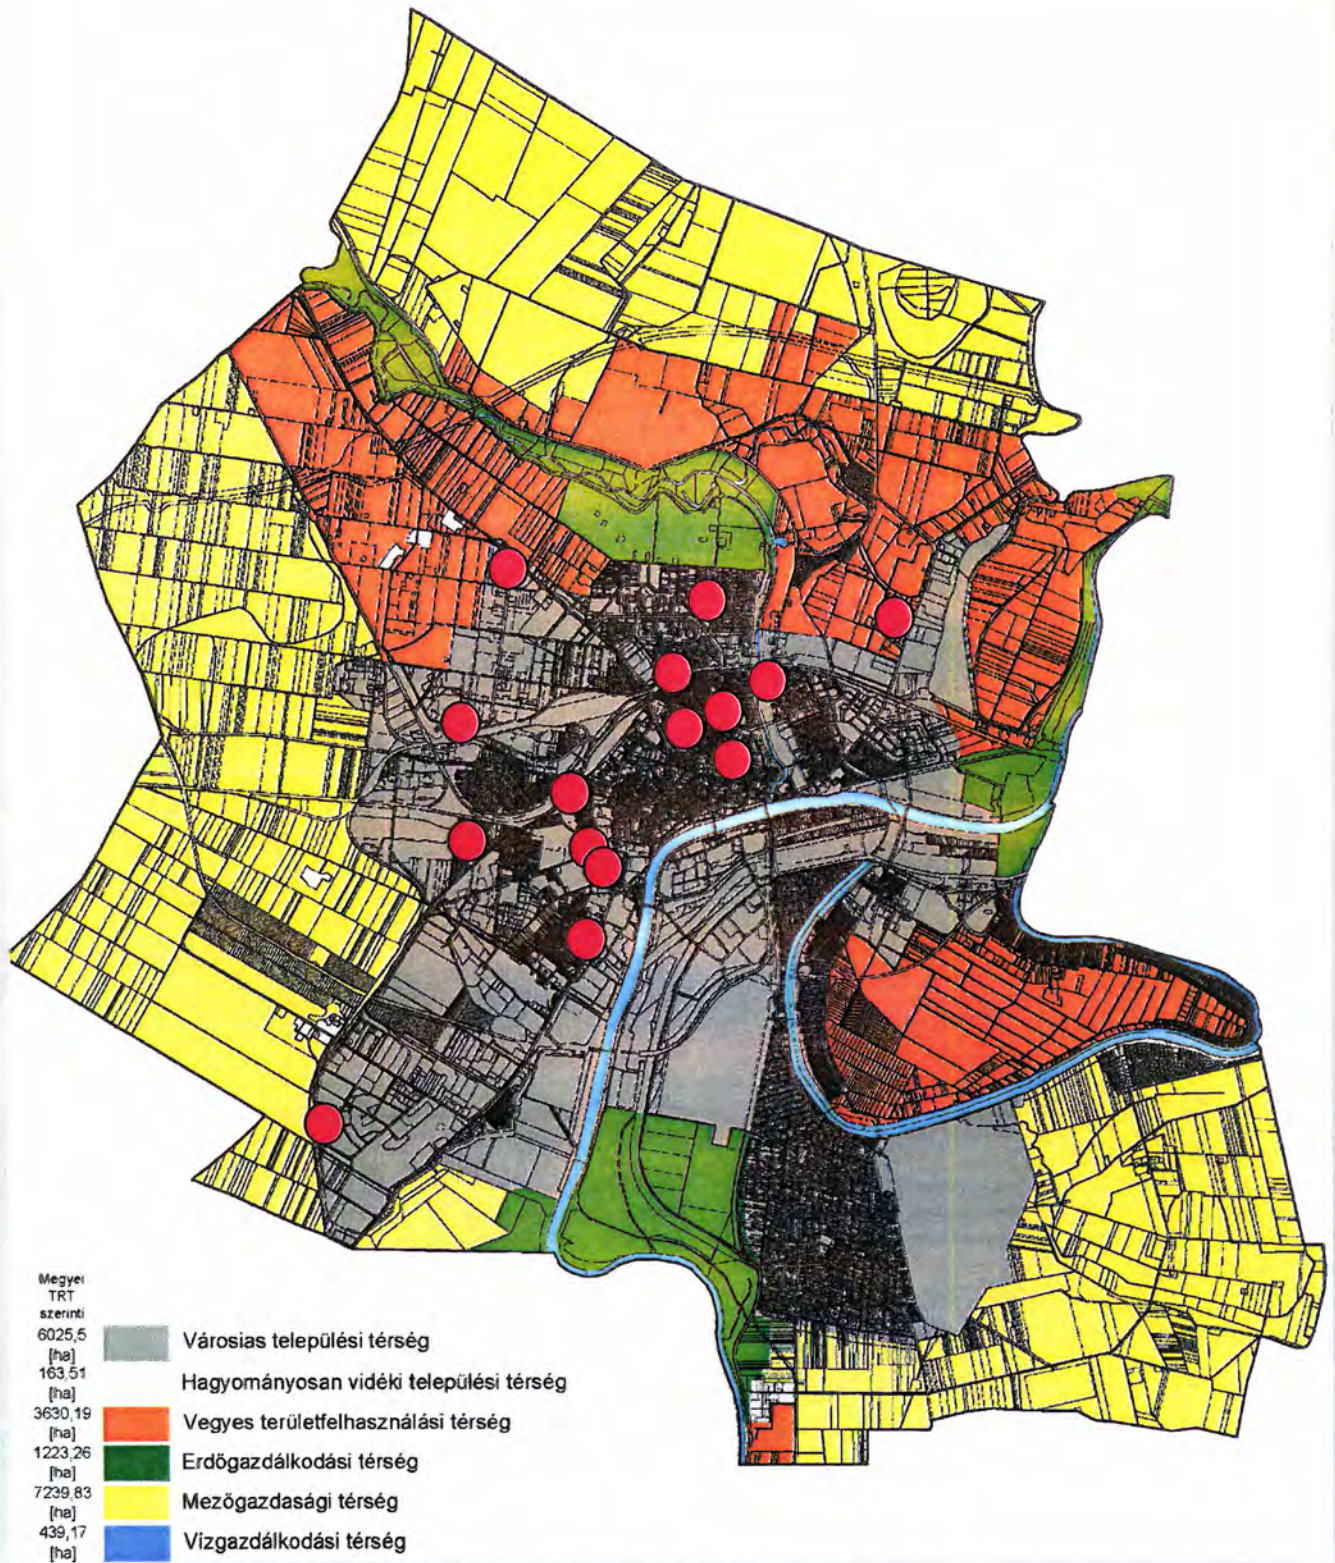 Megyei
TRT
szerinti
6025,5
[ha]
Városias települési térség
163,51
[ha]
Hagyományosan vidéki települési térség
3630,19
[ha]
Vegyes területfelhasználási térség
1223,26
[ha]
Erdőgazdálkodási térség
7239,83
[ha]
Mezőgazdasági térség
439,17
[ha]
Vízgazdálkodási térség